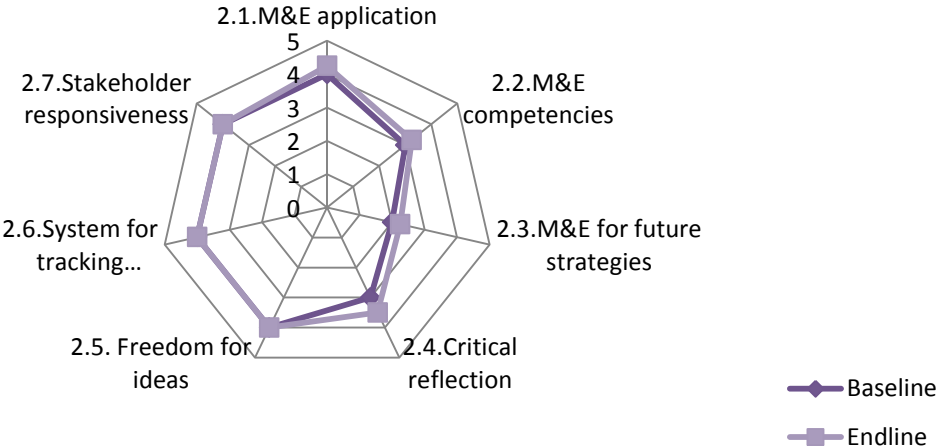 2.1.M&E application
5
4
3
2
1
0
2.2.M&E
competencies
2.3.M&E for future
strategies
2.4.Critical
reflection
2.5. Freedom for
ideas
2.6.System for
tracking…
2.7.Stakeholder
responsiveness
Baseline
Endline